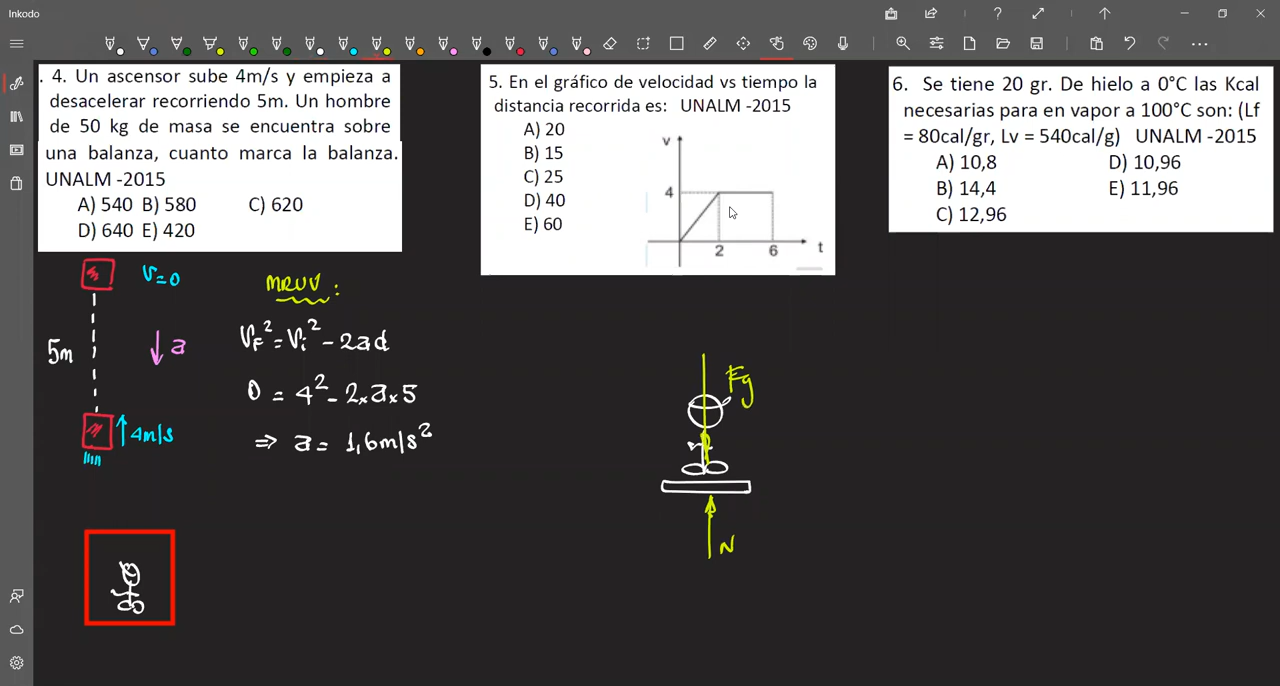 Inkodo
. 4. Un ascensor sube 4m/s y empieza a
desacelerar recorriendo 5m. Un hombre
de 50 kg de masa se encuentra sobre
una balanza, cuanto marca la balanza.
UNALM -2015
A) 540 B) 580 C) 620
D) 640 E) 420
5. En el gráfico de velocidad vs tiempo la
distancia recorrida es: UNALM -2015
A) 20
B) 15
C) 25
D) 40
E) 60
v
4
2 6 t
6. Se tiene 20 gr. De hielo a 0°C las Kcal
necesarias para en vapor a 100°C son: (Lf
= 80cal/gr, Lv = 540cal/g) UNALM -2015
A) 10,8 D) 10,96
B) 14,4 E) 11,96
C) 12,96
V=0
5m
a
4m/s
MRUV :
V_F² = V_i² - 2ad
0 = 4² - 2×a×5
⇒ a = 1,6m/s²
Fg
N